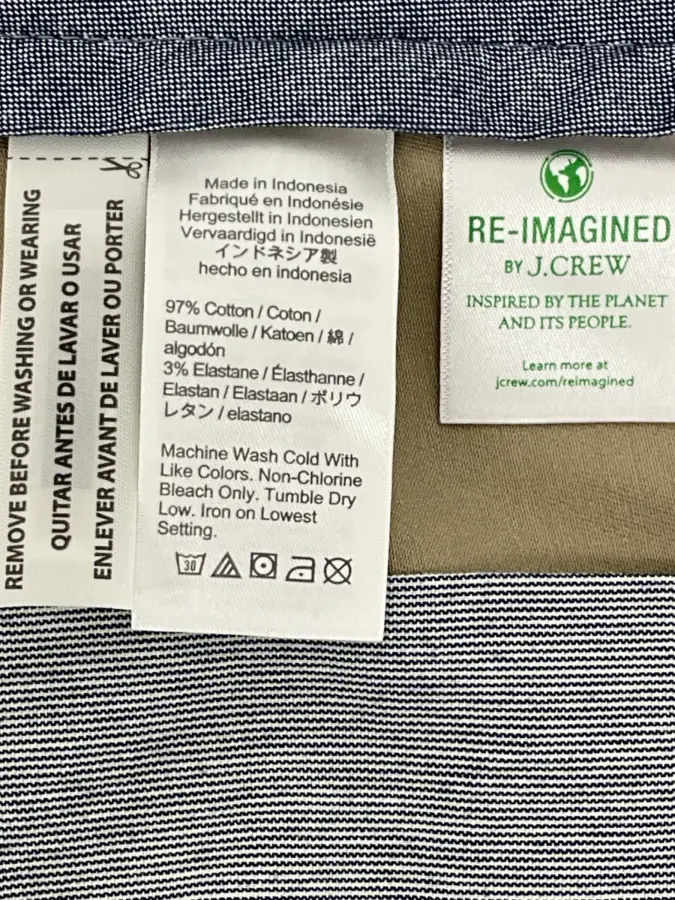 REMOVE BEFORE WASHING OR WEARING
QUITAR ANTES DE LAVAR O USAR
ENLEVER AVANT DE LAVER OU PORTER
Made in Indonesia
Fabriqué en Indonésie
Hergestellt in Indonesien
Vervaardigd in Indonesië
インドネシア製
hecho en indonesia
97% Cotton / Coton /
Baumwolle / Katoen / 綿 /
algodón
3% Elastane / Élasthanne /
Elastan / Elastaan / ポリウ
レタン / elastano
Machine Wash Cold With
Like Colors. Non-Chlorine
Bleach Only. Tumble Dry
Low. Iron on Lowest
Setting.
30
RE-IMAGINED
BY J.CREW
INSPIRED BY THE PLANET
AND ITS PEOPLE.
Learn more at
jcrew.com/reimagined